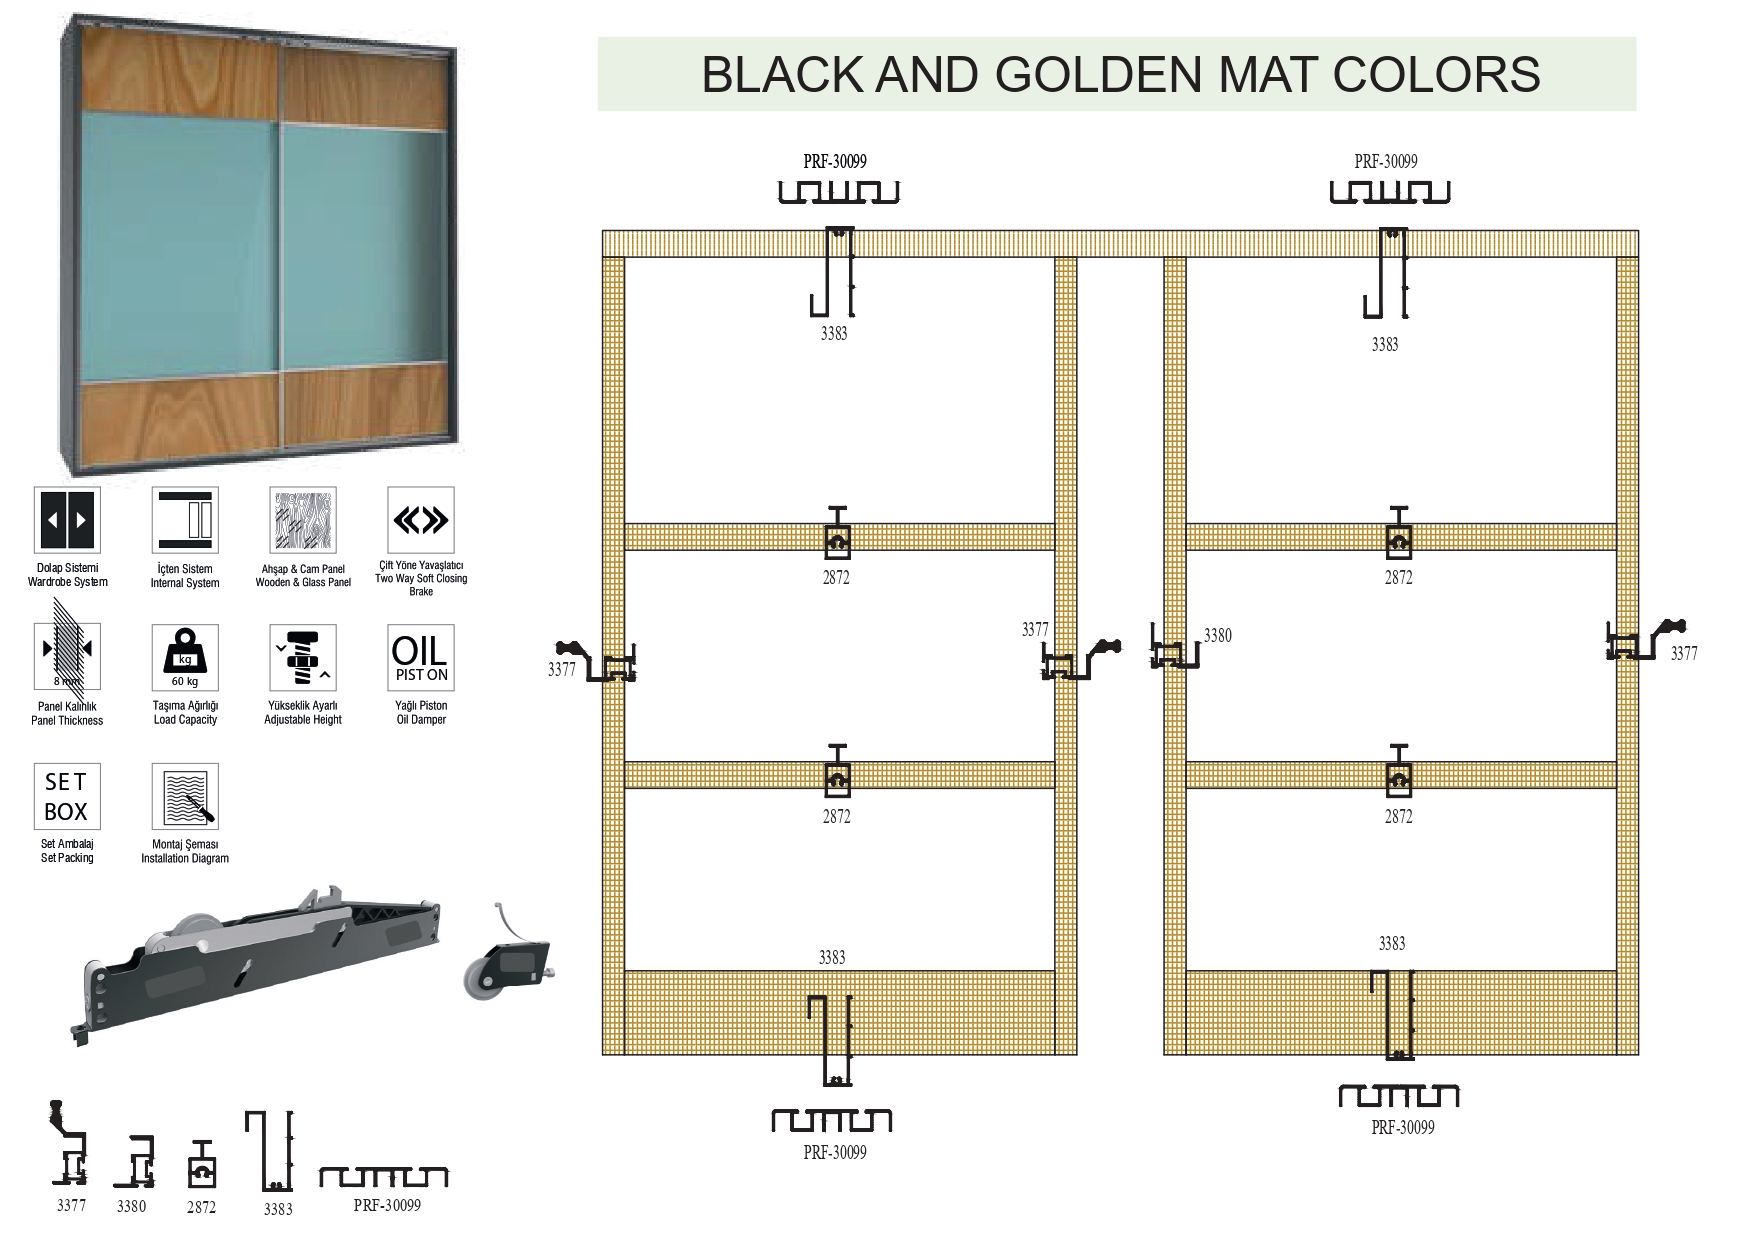 BLACK AND GOLDEN MAT COLORS
PRF-30099
PRF-30099
3383
3383
2872
2872
3377
3377
3380
3377
2872
2872
3383
3383
PRF-30099
PRF-30099
Dolap Sistemi
Wardrobe System
İçten Sistem
Internal System
Ahşap & Cam Panel
Wooden & Glass Panel
Çift Yöne Yavaşlatıcı
Two Way Soft Closing
Brake
8 mm
Panel Kalınlık
Panel Thickness
kg
60 kg
Taşıma Ağırlığı
Load Capacity
Yükseklik Ayarlı
Adjustable Height
OIL
PISTON
Yağlı Piston
Oil Damper
SET
BOX
Set Ambalaj
Set Packing
Montaj Şeması
Installation Diagram
3377
3380
2872
3383
PRF-30099